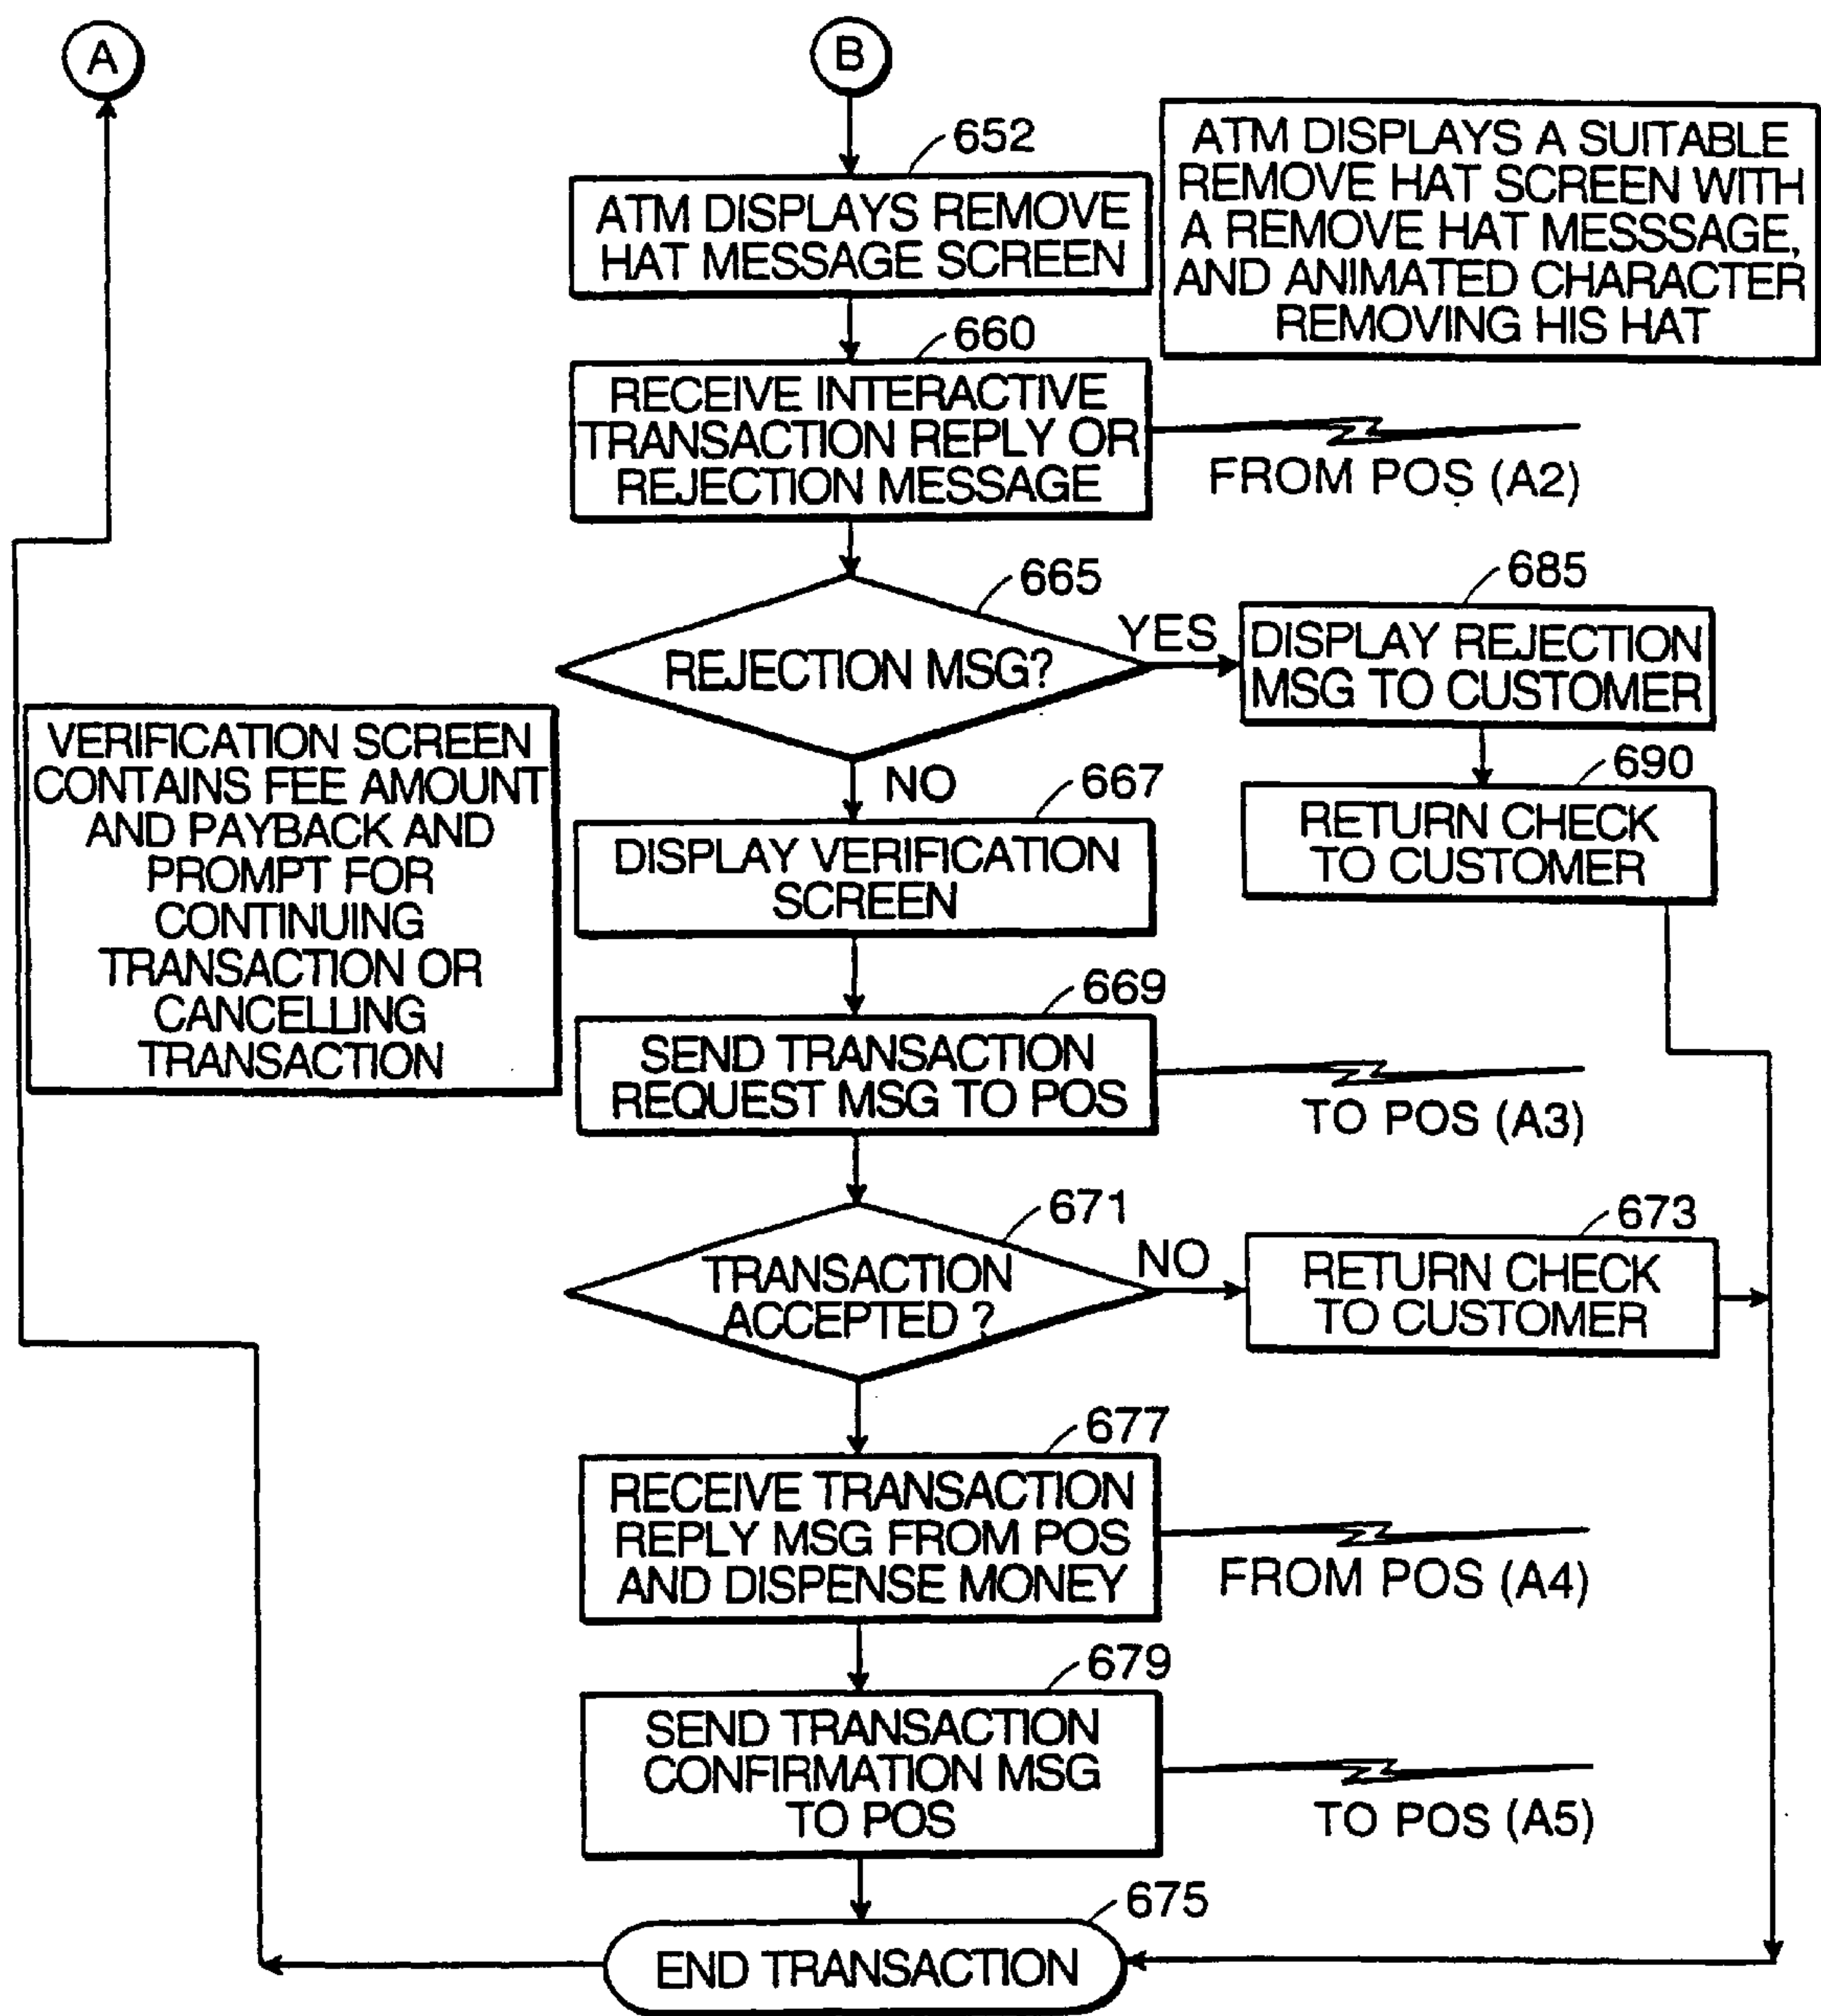 A
B
652
ATM DISPLAYS REMOVE
HAT MESSAGE SCREEN
ATM DISPLAYS A SUITABLE
REMOVE HAT SCREEN WITH
A REMOVE HAT MESSSAGE,
AND ANIMATED CHARACTER
REMOVING HIS HAT
660
RECEIVE INTERACTIVE
TRANSACTION REPLY OR
REJECTION MESSAGE
FROM POS (A2)
665
REJECTION MSG?
YES
685
DISPLAY REJECTION
MSG TO CUSTOMER
690
RETURN CHECK
TO CUSTOMER
NO
VERIFICATION SCREEN
CONTAINS FEE AMOUNT
AND PAYBACK AND
PROMPT FOR
CONTINUING
TRANSACTION OR
CANCELLING
TRANSACTION
667
DISPLAY VERIFICATION
SCREEN
669
SEND TRANSACTION
REQUEST MSG TO POS
TO POS (A3)
671
TRANSACTION
ACCEPTED ?
NO
673
RETURN CHECK
TO CUSTOMER
677
RECEIVE TRANSACTION
REPLY MSG FROM POS
AND DISPENSE MONEY
FROM POS (A4)
679
SEND TRANSACTION
CONFIRMATION MSG
TO POS
TO POS (A5)
675
END TRANSACTION